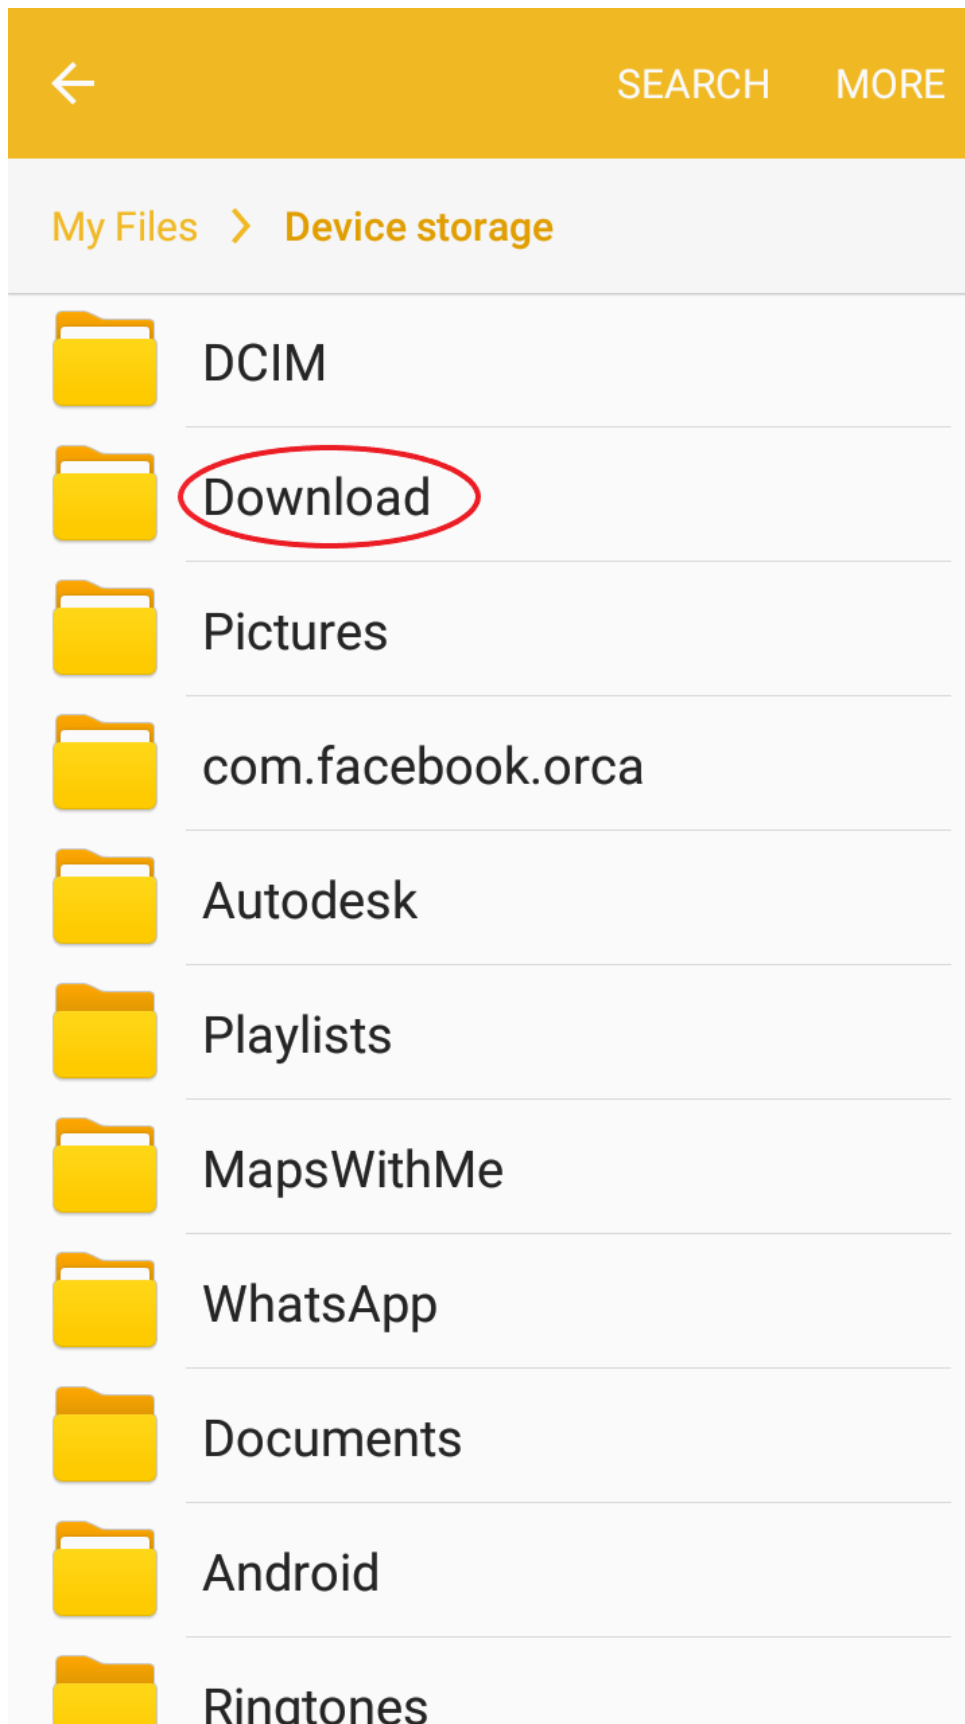 SEARCH MORE
My Files > Device storage
DCIM
Download
Pictures
com.facebook.orca
Autodesk
Playlists
MapsWithMe
WhatsApp
Documents
Android
Ringtones